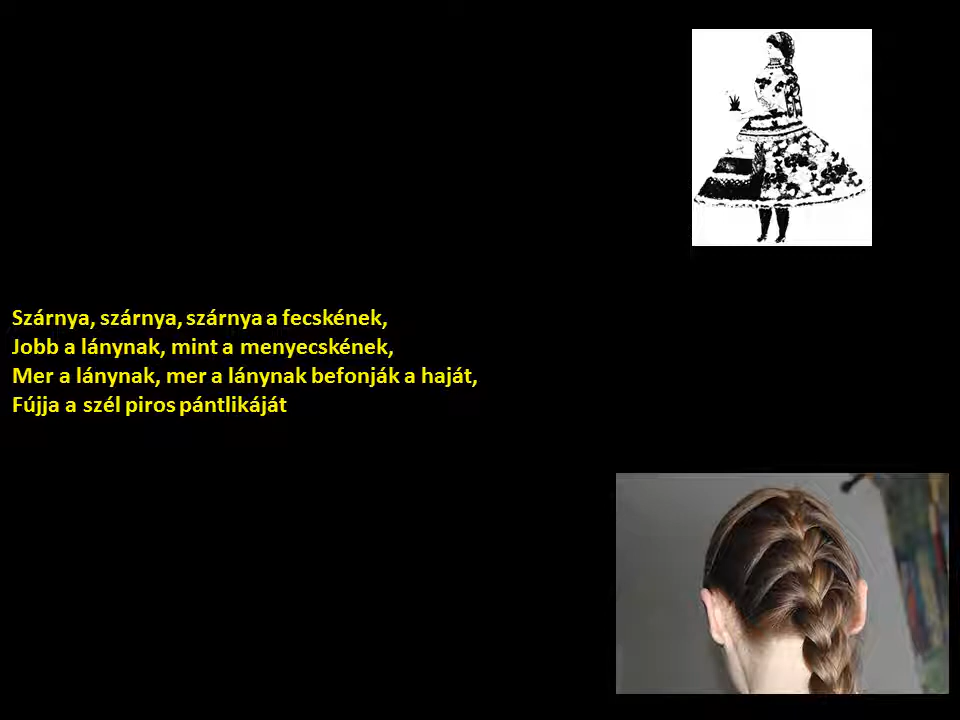 Szárnya, szárnya, szárnya a fecskének,
Jobb a lánynak, mint a menyecskének,
Mer a lánynak, mer a lánynak befonják a haját,
Fújja a szél piros pántlikáját